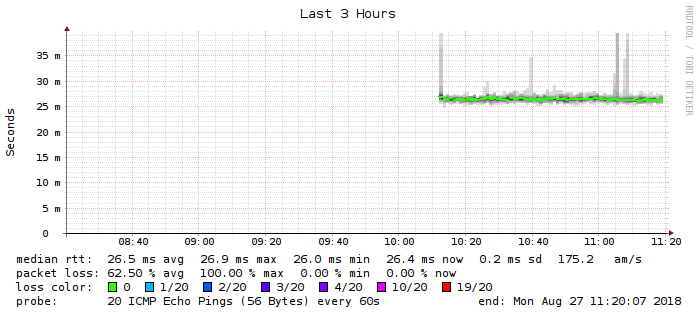 Last 3 Hours
RRDTOOL / TOBI OETIKER
Seconds
35 m
30 m
25 m
20 m
15 m
10 m
5 m
0
08:40 09:00 09:20 09:40 10:00 10:20 10:40 11:00 11:20
median rtt: 26.5 ms avg 26.9 ms max 26.0 ms min 26.4 ms now 0.2 ms sd 175.2 am/s
packet loss: 62.50 % avg 100.00 % max 0.00 % min 0.00 % now
loss color: 0 1/20 2/20 3/20 4/20 10/20 19/20
probe: 20 ICMP Echo Pings (56 Bytes) every 60s end: Mon Aug 27 11:20:07 2018